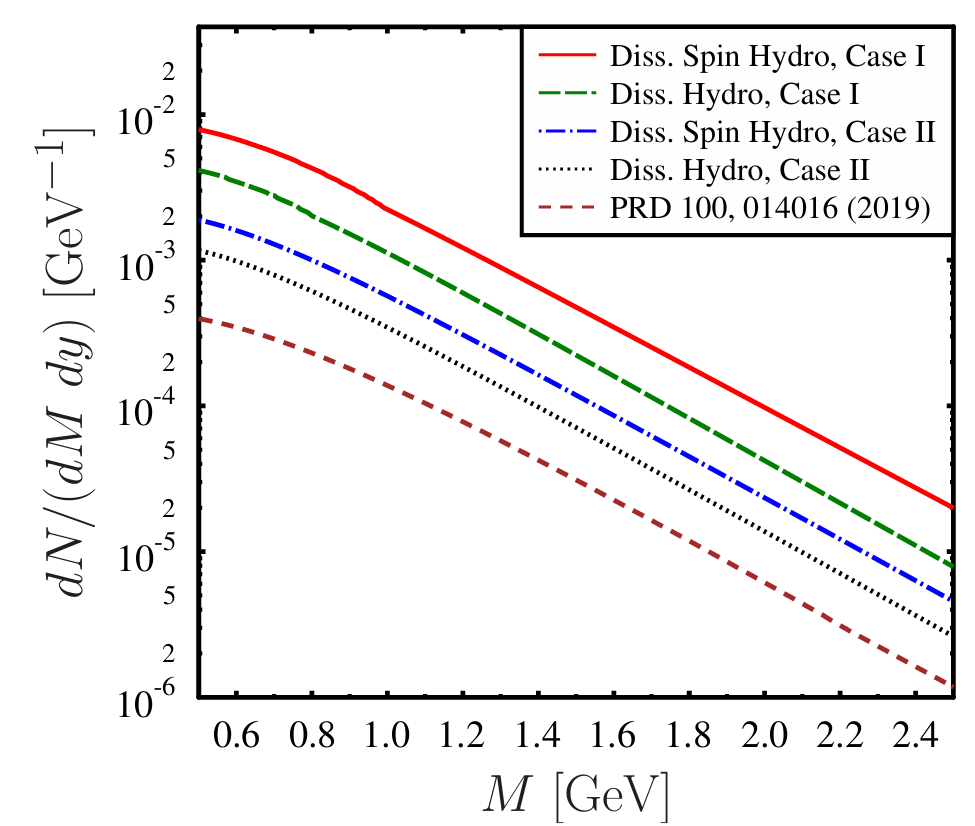 Diss. Spin Hydro, Case I
Diss. Hydro, Case I
Diss. Spin Hydro, Case II
Diss. Hydro, Case II
PRD 100, 014016 (2019)
dN/(dM dy) [GeV⁻¹]
2
10⁻²
5
2
10⁻³
5
2
10⁻⁴
5
2
10⁻⁵
5
2
10⁻⁶
0.6 0.8 1.0 1.2 1.4 1.6 1.8 2.0 2.2 2.4
M [GeV]